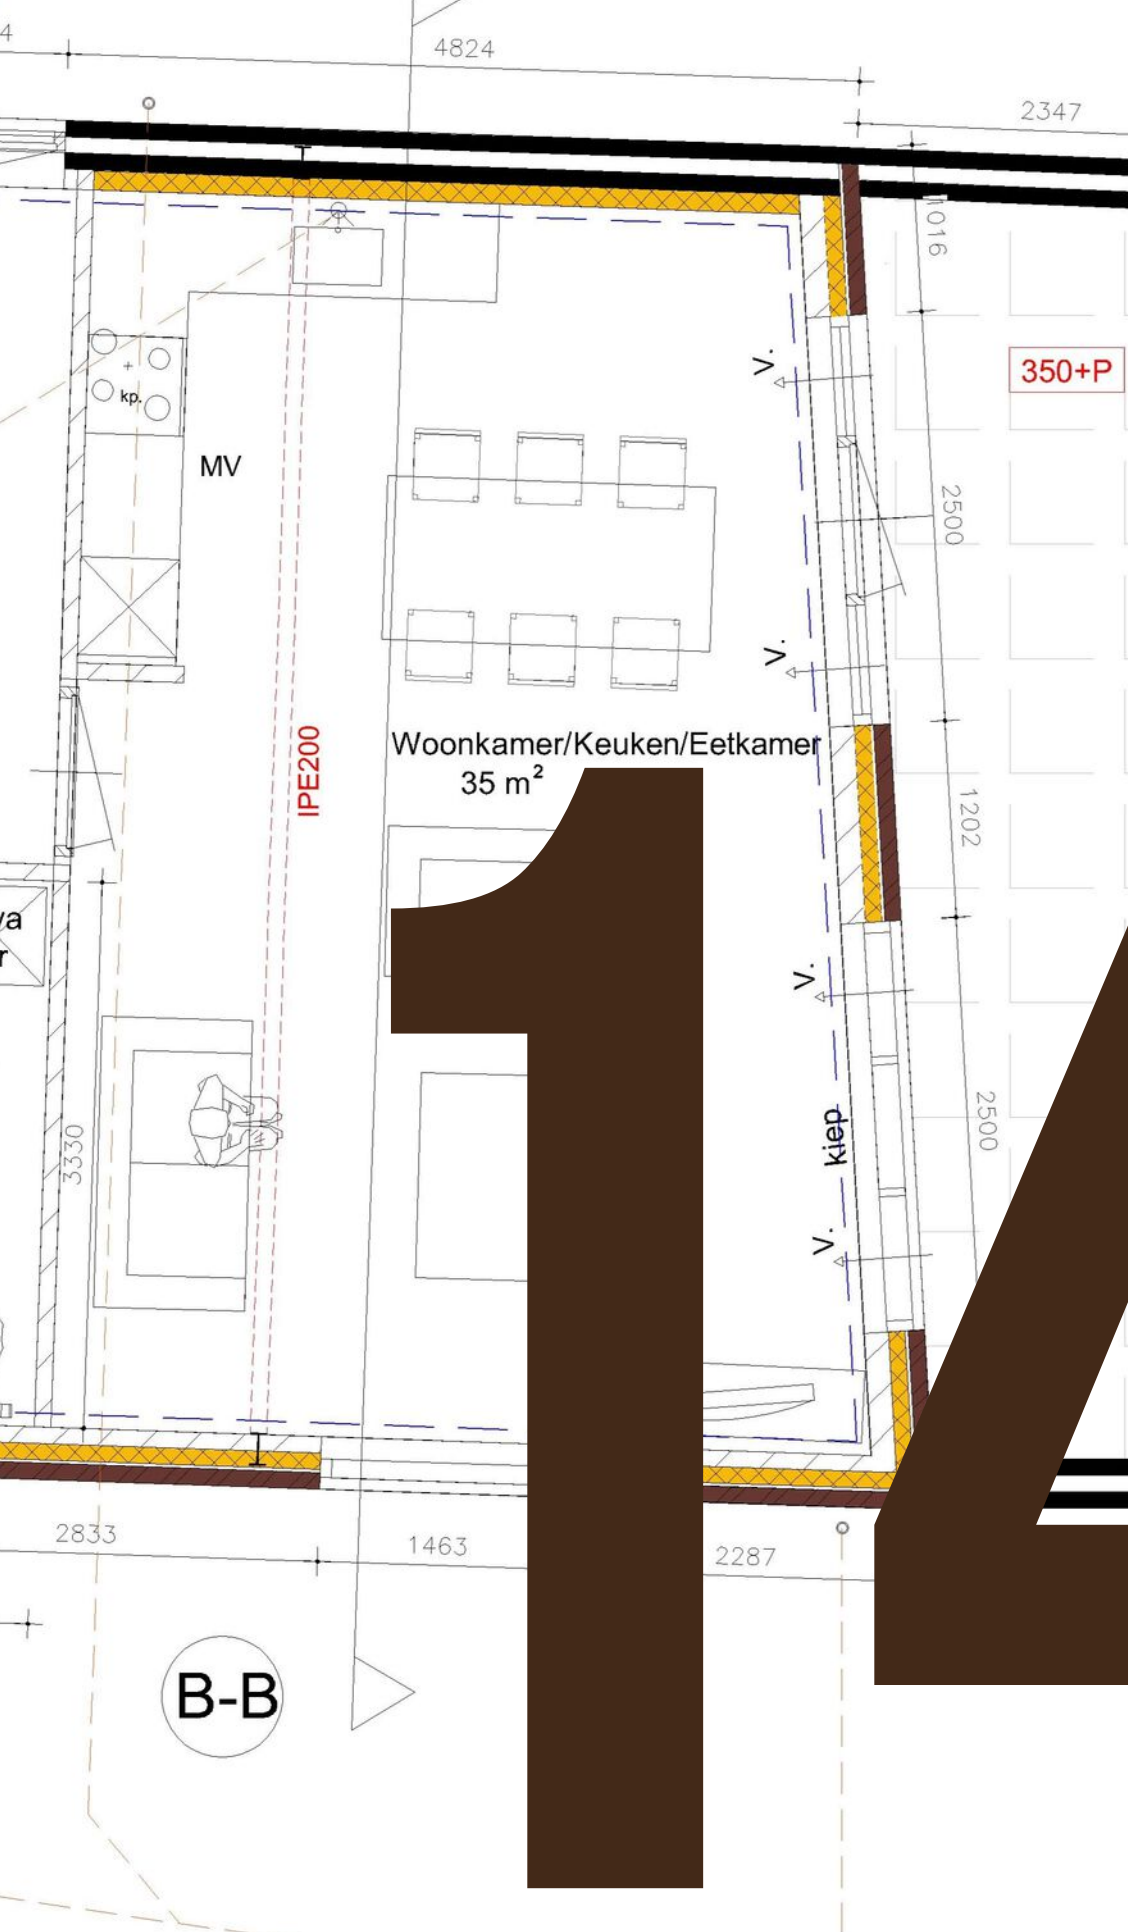 4
4824
2347
1016
350+P
V.
kp.
MV
2500
V.
IPE200
Woonkamer/Keuken/Eetkamer
35 m²
1202
14
V.
3330
kiep
2500
V.
2833
1463
2287
B-B